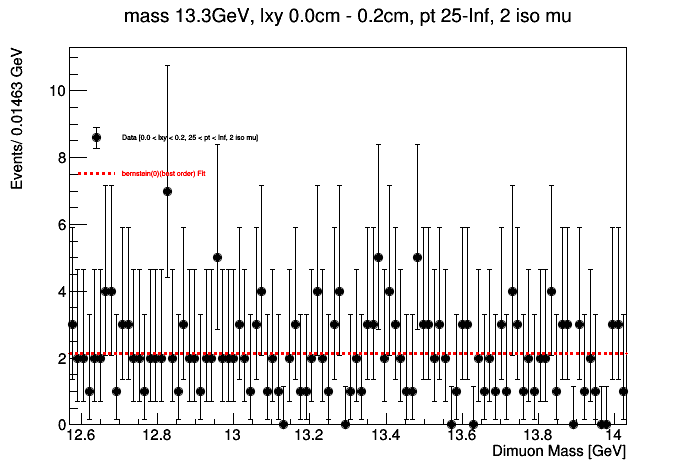 mass 13.3GeV, lxy 0.0cm - 0.2cm, pt 25-Inf, 2 iso mu
Events/ 0.01463 GeV
10
8
6
4
2
0
Data [0.0 < lxy < 0.2, 25 < pt < Inf, 2 iso mu]
bernstein(0)(best order) Fit
12.6 12.8 13 13.2 13.4 13.6 13.8 14
Dimuon Mass [GeV]